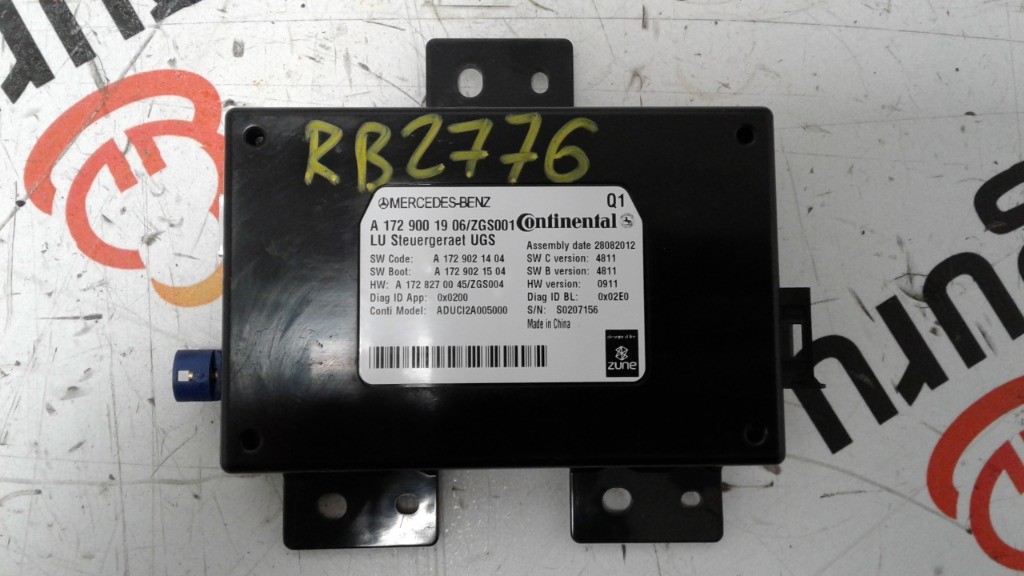 RB2776
MERCEDES-BENZ Q1
A 172 900 19 06/ZGS001 Continental
LU Steuergeraet UGS
Assembly date 28082012
SW Code: A 172 902 14 04 SW C version: 4811
SW Boot: A 172 902 15 04 SW B version: 4811
HW: A 172 827 00 45/ZGS004 HW version: 0911
Diag ID App: 0x0200 Diag ID BL: 0x02E0
Conti Model: ADUCI2A005000 S/N: S0207156
Made in China
zune